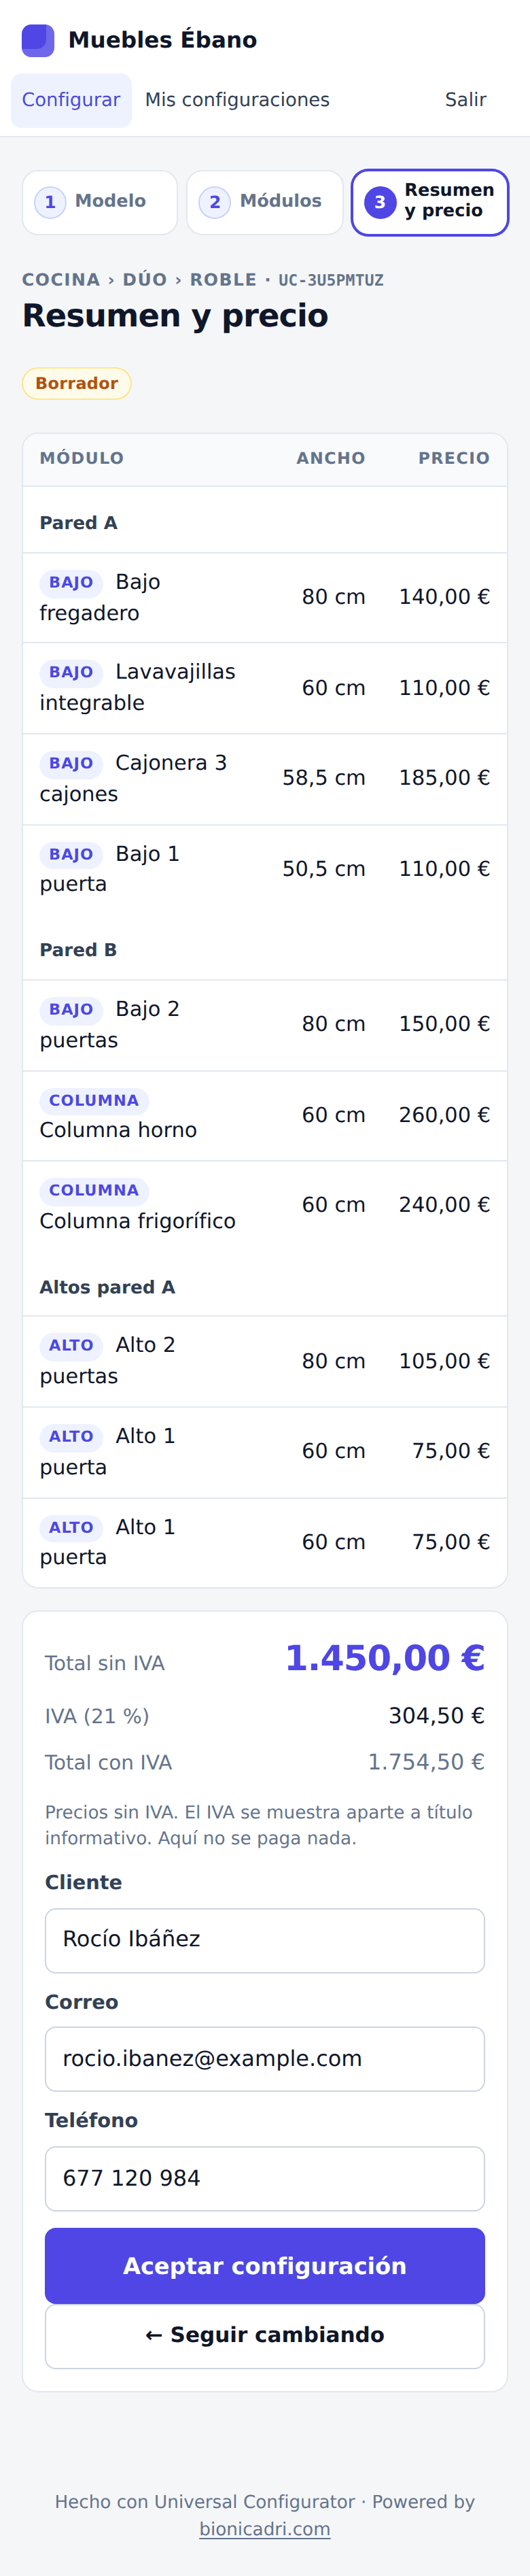 Muebles Ébano
Configurar Mis configuraciones Salir
1 Modelo 2 Módulos 3 Resumen y precio
COCINA › DÚO › ROBLE · UC-3U5PMTUZ
Resumen y precio
Borrador
MÓDULO ANCHO PRECIO
Pared A
BAJO Bajo fregadero 80 cm 140,00 €
BAJO Lavavajillas integrable 60 cm 110,00 €
BAJO Cajonera 3 cajones 58,5 cm 185,00 €
BAJO Bajo 1 puerta 50,5 cm 110,00 €
Pared B
BAJO Bajo 2 puertas 80 cm 150,00 €
COLUMNA Columna horno 60 cm 260,00 €
COLUMNA Columna frigorífico 60 cm 240,00 €
Altos pared A
ALTO Alto 2 puertas 80 cm 105,00 €
ALTO Alto 1 puerta 60 cm 75,00 €
ALTO Alto 1 puerta 60 cm 75,00 €
Total sin IVA 1.450,00 €
IVA (21 %) 304,50 €
Total con IVA 1.754,50 €
Precios sin IVA. El IVA se muestra aparte a título
informativo. Aquí no se paga nada.
Cliente
Rocío Ibáñez
Correo
rocio.ibanez@example.com
Teléfono
677 120 984
Aceptar configuración
← Seguir cambiando
Hecho con Universal Configurator · Powered by
bionicadri.com